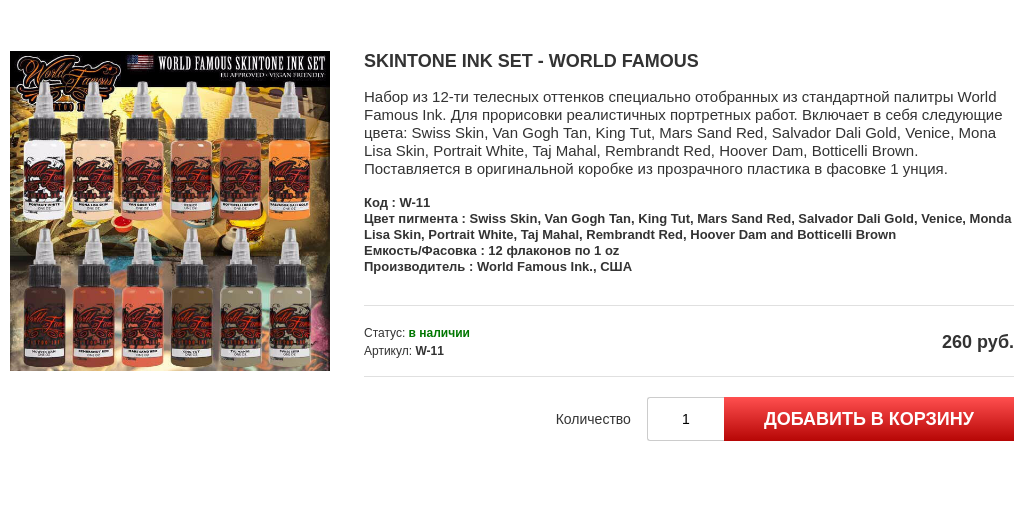 World Famous
WORLD FAMOUS SKINTONE INK SET
EU APPROVED · VEGAN FRIENDLY
SKINTONE INK SET - WORLD FAMOUS
Набор из 12-ти телесных оттенков специально отобранных из стандартной палитры World
Famous Ink. Для прорисовки реалистичных портретных работ. Включает в себя следующие
цвета: Swiss Skin, Van Gogh Tan, King Tut, Mars Sand Red, Salvador Dali Gold, Venice, Mona
Lisa Skin, Portrait White, Taj Mahal, Rembrandt Red, Hoover Dam, Botticelli Brown.
Поставляется в оригинальной коробке из прозрачного пластика в фасовке 1 унция.
Код : W-11
Цвет пигмента : Swiss Skin, Van Gogh Tan, King Tut, Mars Sand Red, Salvador Dali Gold, Venice, Monda
Lisa Skin, Portrait White, Taj Mahal, Rembrandt Red, Hoover Dam and Botticelli Brown
Емкость/Фасовка : 12 флаконов по 1 oz
Производитель : World Famous Ink., США
Статус: в наличии
Артикул: W-11
260 руб.
Количество
1
ДОБАВИТЬ В КОРЗИНУ